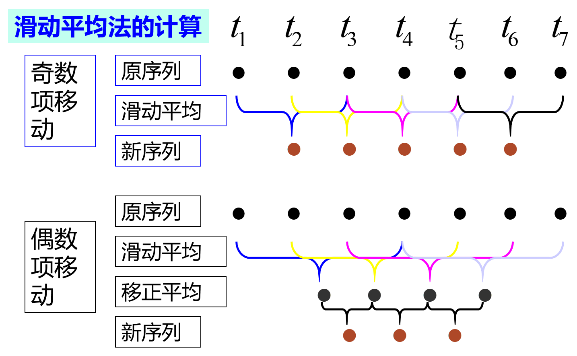 滑动平均法的计算 t1 t2 t3 t4 t5 t6 t7
奇数
项移
动
原序列
滑动平均
新序列
偶数
项移
动
原序列
滑动平均
移正平均
新序列